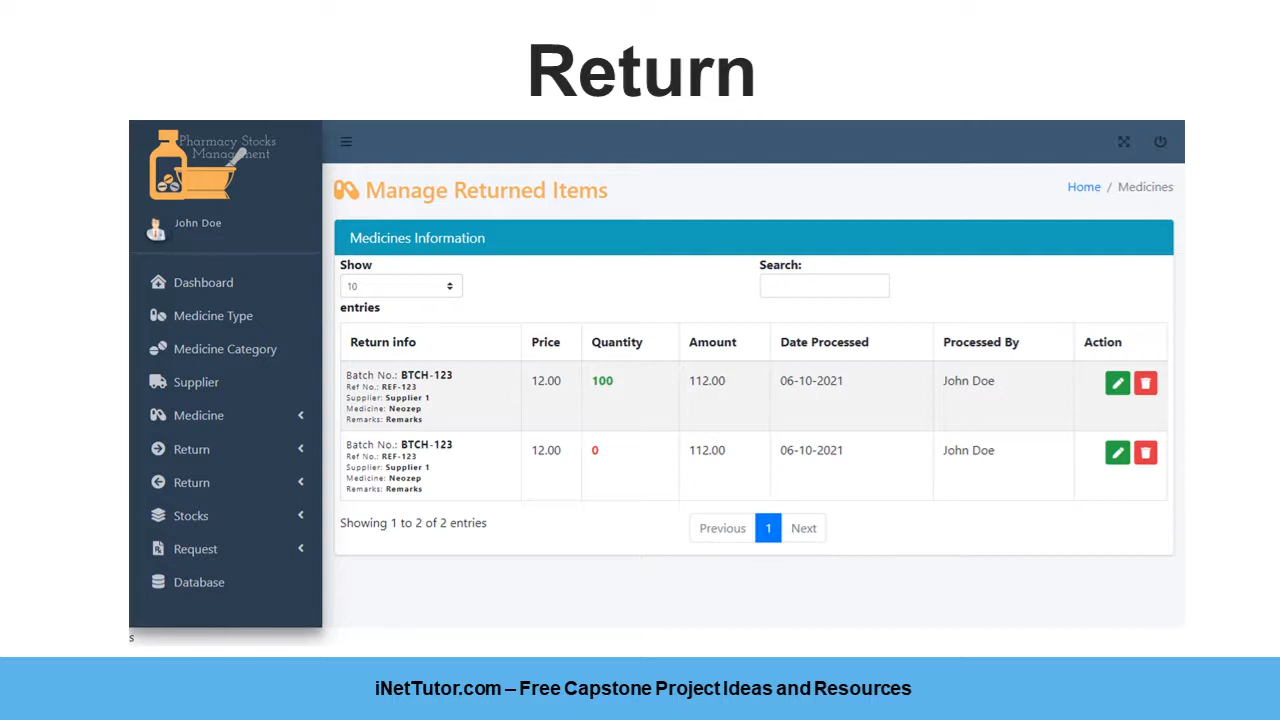 Return
Pharmacy Stocks
Management
John Doe
Dashboard
Medicine Type
Medicine Category
Supplier
Medicine
Return
Return
Stocks
Request
Database
Manage Returned Items
Home / Medicines
Medicines Information
Show
10
entries
Search:
Return info Price Quantity Amount Date Processed Processed By Action
Batch No.: BTCH-123 12.00 100 112.00 06-10-2021 John Doe
Ref No.: REF-123
Supplier: Supplier 1
Medicine: Neozep
Remarks: Remarks
Batch No.: BTCH-123 12.00 0 112.00 06-10-2021 John Doe
Ref No.: REF-123
Supplier: Supplier 1
Medicine: Neozep
Remarks: Remarks
Showing 1 to 2 of 2 entries
Previous 1 Next
s
iNetTutor.com – Free Capstone Project Ideas and Resources